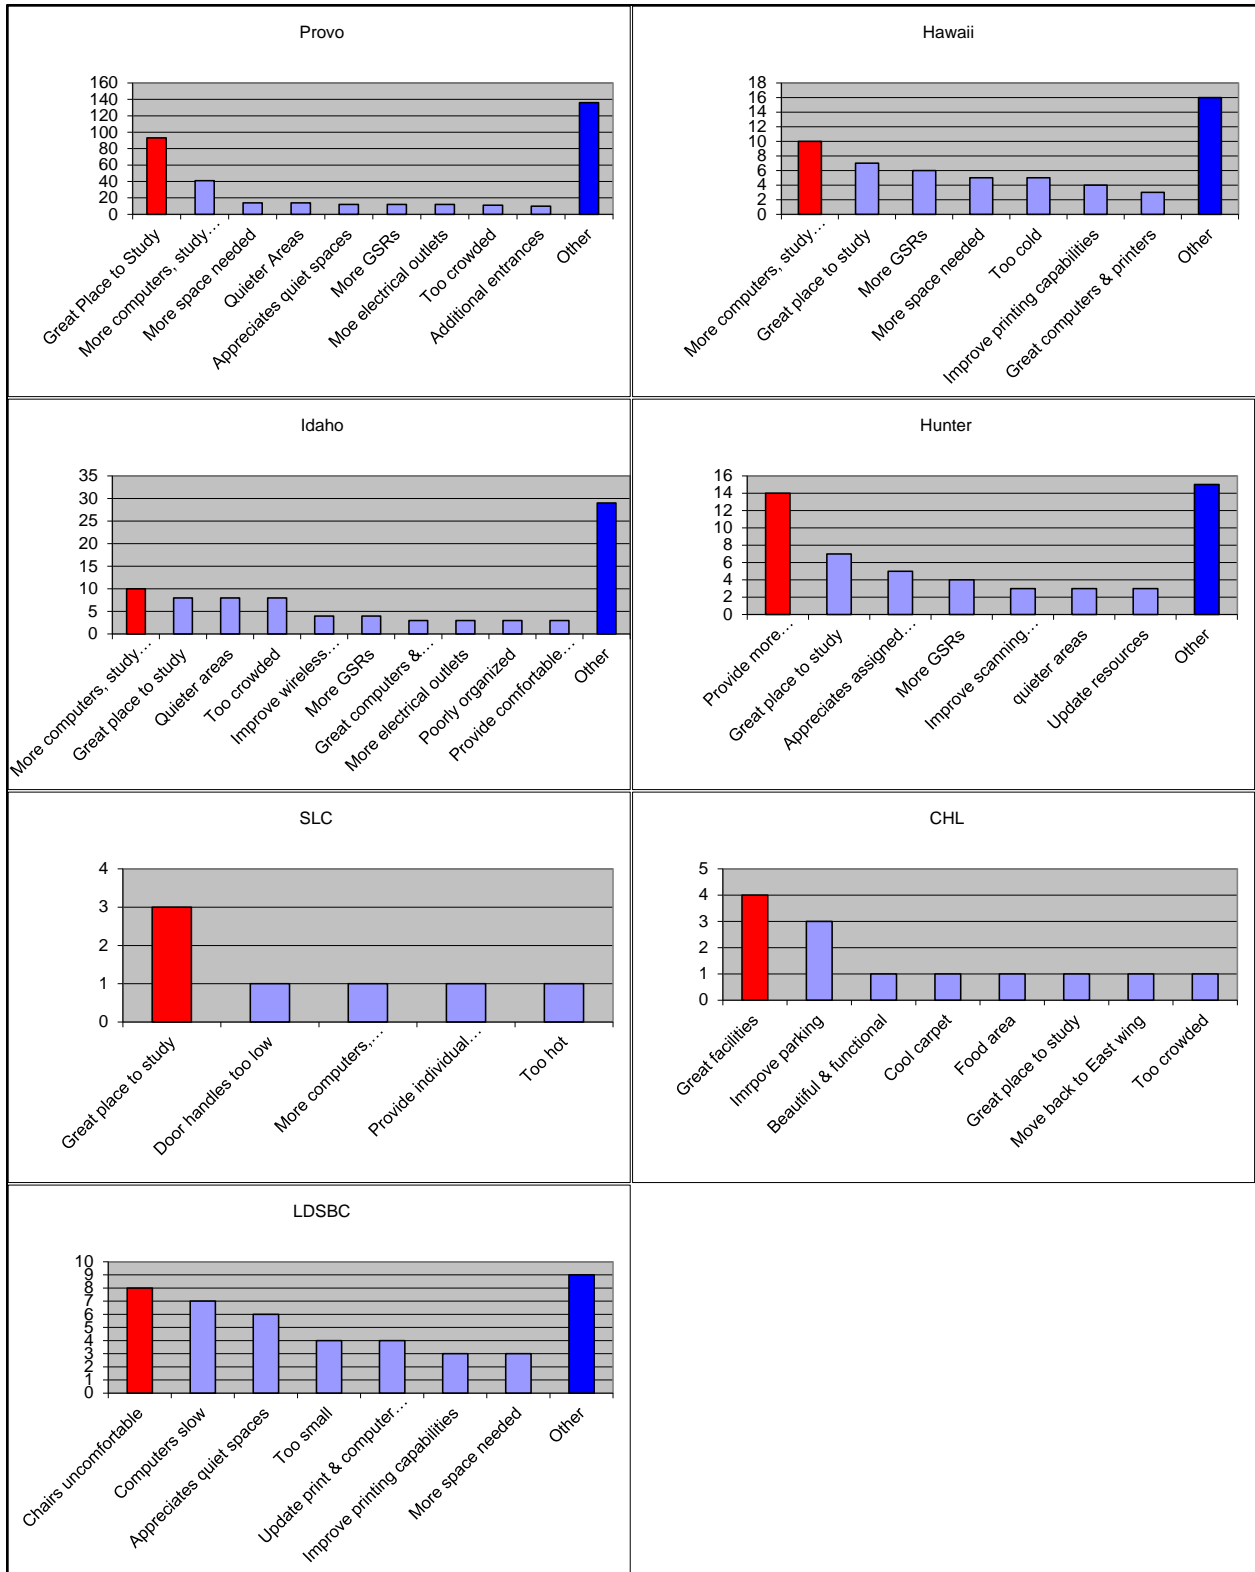 Provo
160
140
120
100
80
60
40
20
0
Great Place to Study
More computers, study…
More space needed
Quieter Areas
Appreciates quiet spaces
More GSRs
Moe electrical outlets
Too crowded
Additional entrances
Other
Hawaii
18
16
14
12
10
8
6
4
2
0
More computers, study…
Great place to study
More GSRs
More space needed
Too cold
Improve printing capabilities
Great computers & printers
Other
Idaho
35
30
25
20
15
10
5
0
More computers, study…
Great place to study
Quieter areas
Too crowded
Improve wireless…
More GSRs
Great computers &…
More electrical outlets
Poorly organized
Provide comfortable…
Other
Hunter
16
14
12
10
8
6
4
2
0
Provide more…
Great place to study
Appreciates assigned…
More GSRs
Improve scanning…
quieter areas
Update resources
Other
SLC
4
3
2
1
0
Great place to study
Door handles too low
More computers,…
Provide individual…
Too hot
CHL
5
4
3
2
1
0
Great facilities
Imrpove parking
Beautiful & functional
Cool carpet
Food area
Great place to study
Move back to East wing
Too crowded
LDSBC
10
9
8
7
6
5
4
3
2
1
0
Chairs uncomfortable
Computers slow
Appreciates quiet spaces
Too small
Update print & computer…
Improve printing capabilities
More space needed
Other